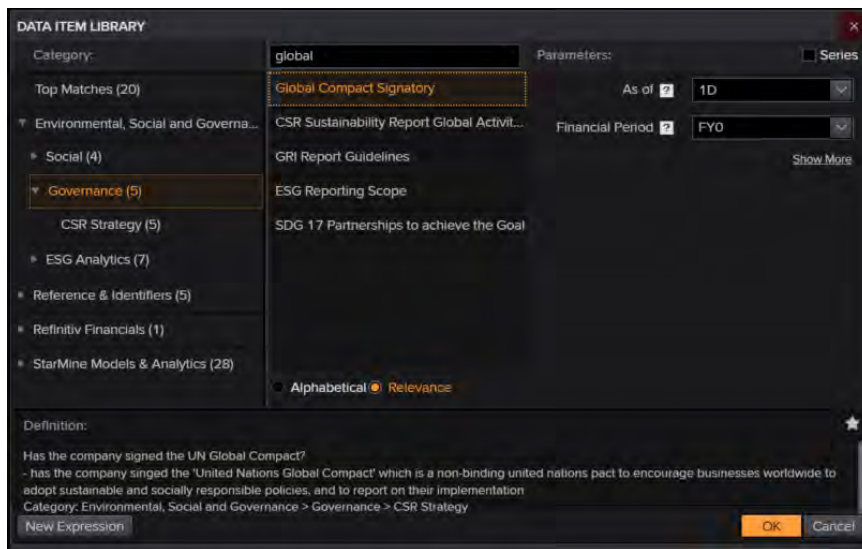 DATA ITEM LIBRARY
Category:
Top Matches (20)
Environmental, Social and Governa...
Social (4)
Governance (5)
CSR Strategy (5)
ESG Analytics (7)
Reference & Identifiers (5)
Refinitiv Financials (1)
StarMine Models & Analytics (28)
global
Global Compact Signatory
CSR Sustainability Report Global Activit...
GRI Report Guidelines
ESG Reporting Scope
SDG 17 Partnerships to achieve the Goal
Alphabetical Relevance
Parameters: Series
As of ? 1D
Financial Period ? FY0
Show More
Definition:
Has the company signed the UN Global Compact?
- has the company singed the 'United Nations Global Compact' which is a non-binding united nations pact to encourage businesses worldwide to
adopt sustainable and socially responsible policies, and to report on their implementation
Category: Environmental, Social and Governance > Governance > CSR Strategy
New Expression OK Cancel